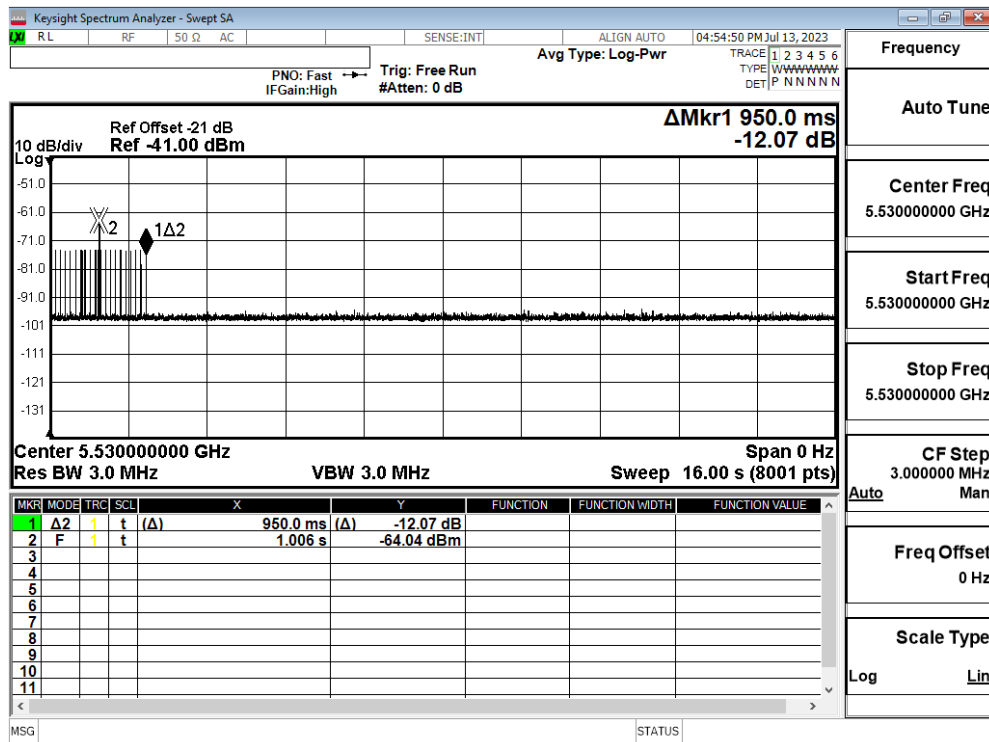 Keysight Spectrum Analyzer - Swept SA
LXI RL RF 50 Ω AC SENSE:INT ALIGN AUTO 04:54:50 PM Jul 13, 2023
PNO: Fast
IFGain:High
Trig: Free Run
#Atten: 0 dB
Avg Type: Log-Pwr
TRACE 1 2 3 4 5 6
TYPE WWWWWW
DET P N N N N N
Ref Offset -21 dB
10 dB/div Ref -41.00 dBm
Log
ΔMkr1 950.0 ms
-12.07 dB
-51.0
-61.0
-71.0
-81.0
-91.0
-101
-111
-121
-131
2
1Δ2
Center 5.530000000 GHz Span 0 Hz
Res BW 3.0 MHz VBW 3.0 MHz Sweep 16.00 s (8001 pts)
MKR MODE TRC SCL X Y FUNCTION FUNCTION WIDTH FUNCTION VALUE
1 Δ2 1 t (Δ) 950.0 ms (Δ) -12.07 dB
2 F 1 t 1.006 s -64.04 dBm
3
4
5
6
7
8
9
10
11
MSG STATUS
Frequency
Auto Tune
Center Freq
5.530000000 GHz
Start Freq
5.530000000 GHz
Stop Freq
5.530000000 GHz
CF Step
3.000000 MHz
Auto Man
Freq Offset
0 Hz
Scale Type
Log Lin